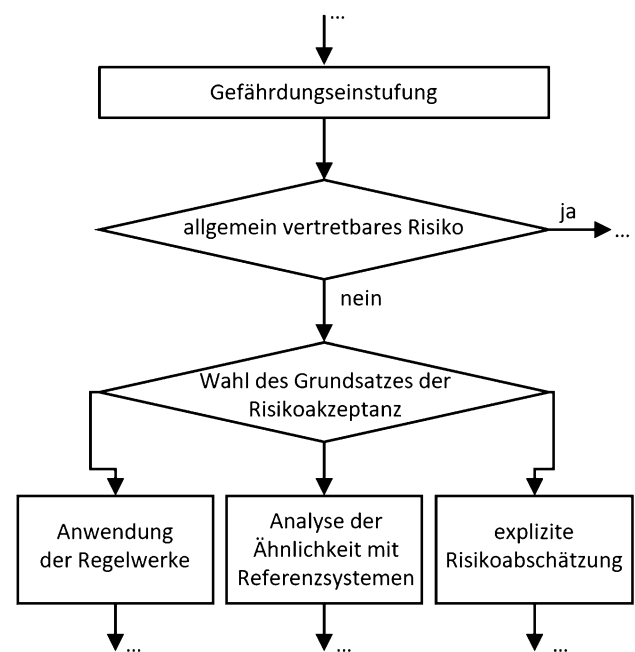 ...
Gefährdungseinstufung
allgemein vertretbares Risiko
ja
...
nein
Wahl des Grundsatzes der
Risikoakzeptanz
Anwendung
der Regelwerke
Analyse der
Ähnlichkeit mit
Referenzsystemen
explizite
Risikoabschätzung
...
...
...